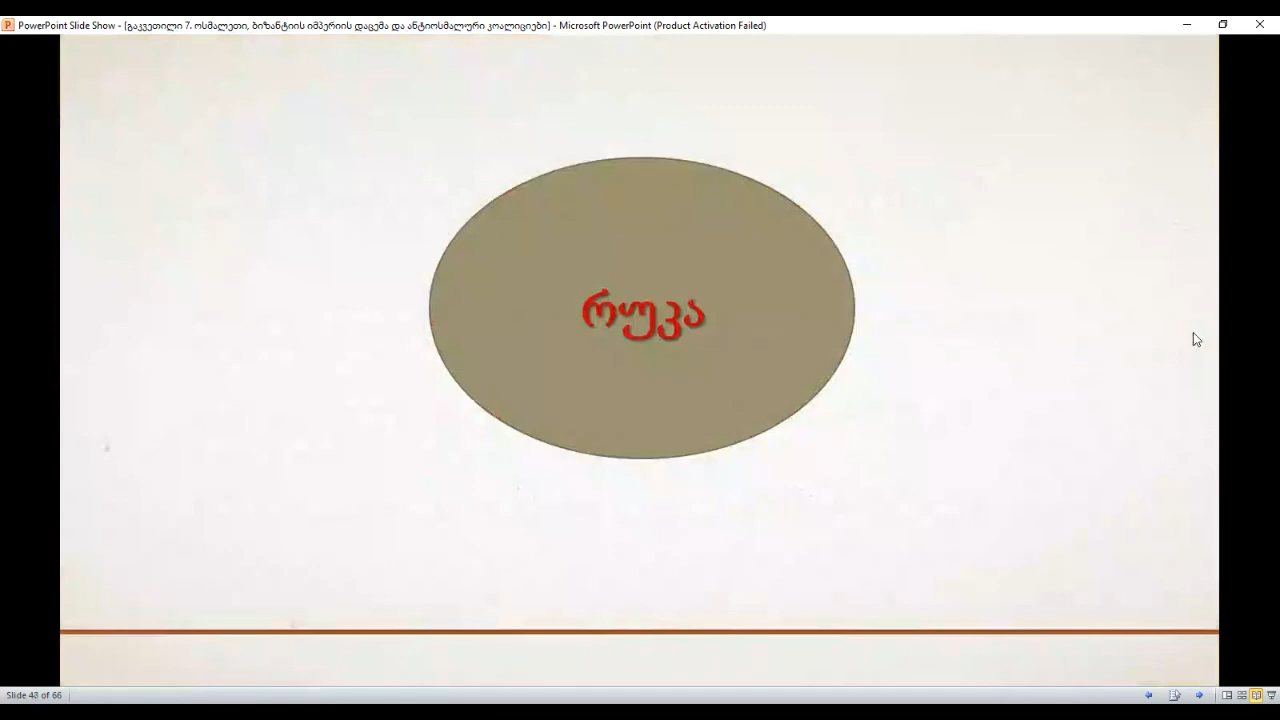 PowerPoint Slide Show - [გაკვეთილი 7. ოსმალეთი, ბიზანტიის იმპერიის დაცემა და ანტიოსმალური კოალიციები] - Microsoft PowerPoint (Product Activation Failed)
რუკა
Slide 43 of 66